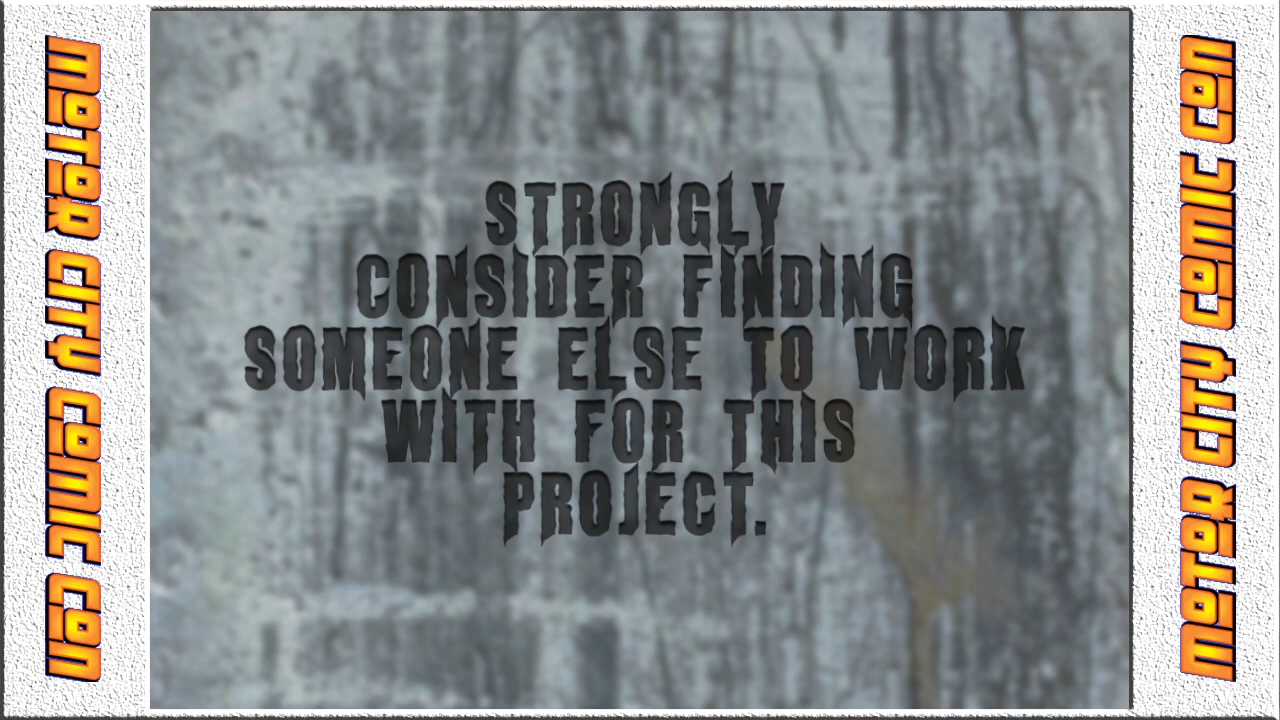 MOTOR CITY COMIC CON
STRONGLY
CONSIDER FINDING
SOMEONE ELSE TO WORK
WITH FOR THIS
PROJECT.
MOTOR CITY COMIC CON